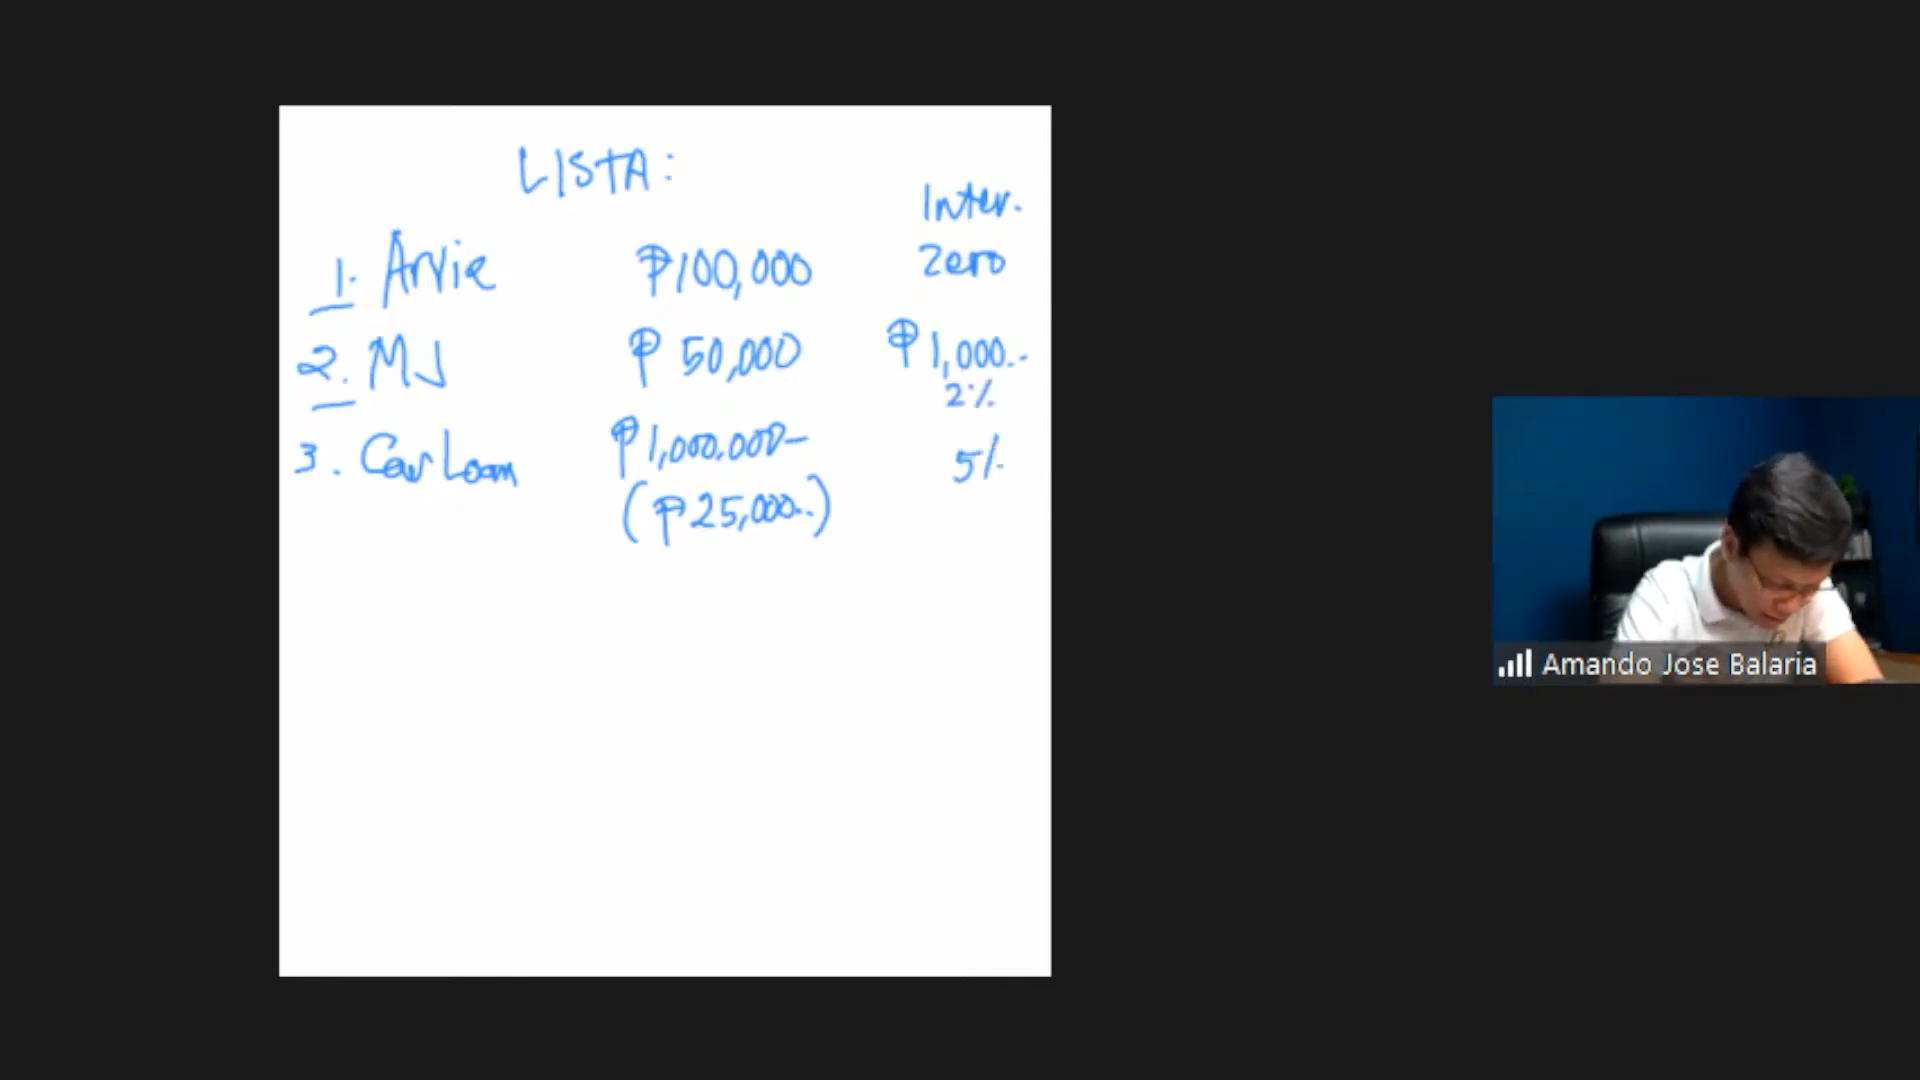 LISTA:
Inter.
1. Arvie ₱100,000 Zero
2. MJ ₱ 50,000 ₱1,000.-
2%
3. Car Loan ₱1,000,000- 5%
(₱25,000..)
Amando Jose Balaria